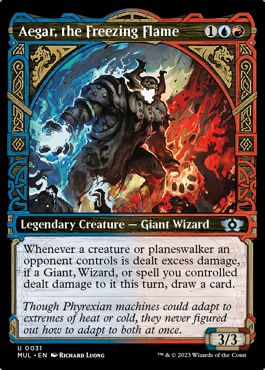 Aegar, the Freezing Flame 1
Legendary Creature — Giant Wizard
Whenever a creature or planeswalker an
opponent controls is dealt excess damage,
if a Giant, Wizard, or spell you controlled
dealt damage to it this turn, draw a card.
Though Phyrexian machines could adapt to
extremes of heat or cold, they never figured
out how to adapt to both at once.
3/3
U 0031
MUL • EN RICHARD LUONG
™ & © 2023 Wizards of the Coast